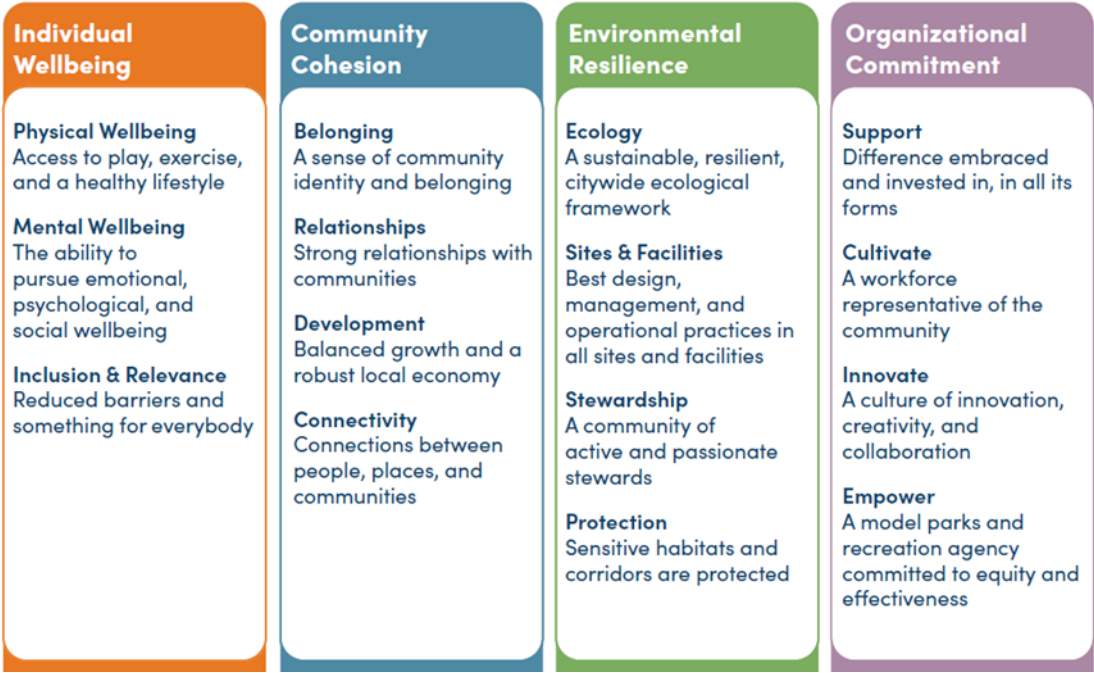 Individual
Wellbeing
Physical Wellbeing
Access to play, exercise,
and a healthy lifestyle
Mental Wellbeing
The ability to
pursue emotional,
psychological, and
social wellbeing
Inclusion & Relevance
Reduced barriers and
something for everybody
Community
Cohesion
Belonging
A sense of community
identity and belonging
Relationships
Strong relationships with
communities
Development
Balanced growth and a
robust local economy
Connectivity
Connections between
people, places, and
communities
Environmental
Resilience
Ecology
A sustainable, resilient,
citywide ecological
framework
Sites & Facilities
Best design,
management, and
operational practices in
all sites and facilities
Stewardship
A community of
active and passionate
stewards
Protection
Sensitive habitats and
corridors are protected
Organizational
Commitment
Support
Difference embraced
and invested in, in all its
forms
Cultivate
A workforce
representative of the
community
Innovate
A culture of innovation,
creativity, and
collaboration
Empower
A model parks and
recreation agency
committed to equity and
effectiveness